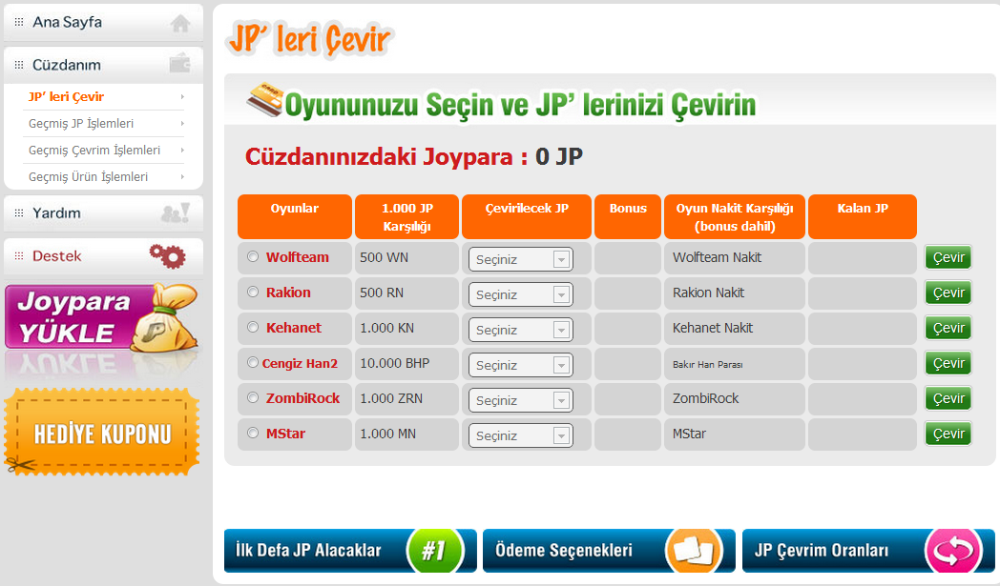 Ana Sayfa
Cüzdanım
JP' leri Çevir
Geçmiş JP İşlemleri
Geçmiş Çevrim İşlemleri
Geçmiş Ürün İşlemleri
Yardım
Destek
Joypara
YÜKLE
HEDİYE KUPONU
JP' leri Çevir
Oyununuzu Seçin ve JP' lerinizi Çevirin
Cüzdanınızdaki Joypara : 0 JP
Oyunlar 1.000 JP Karşılığı Çevirilecek JP Bonus Oyun Nakit Karşılığı (bonus dahil) Kalan JP
Wolfteam 500 WN Seçiniz Wolfteam Nakit Çevir
Rakion 500 RN Seçiniz Rakion Nakit Çevir
Kehanet 1.000 KN Seçiniz Kehanet Nakit Çevir
Cengiz Han2 10.000 BHP Seçiniz Bakır Han Parası Çevir
ZombiRock 1.000 ZRN Seçiniz ZombiRock Çevir
MStar 1.000 MN Seçiniz MStar Çevir
İlk Defa JP Alacaklar #1 Ödeme Seçenekleri JP Çevrim Oranları